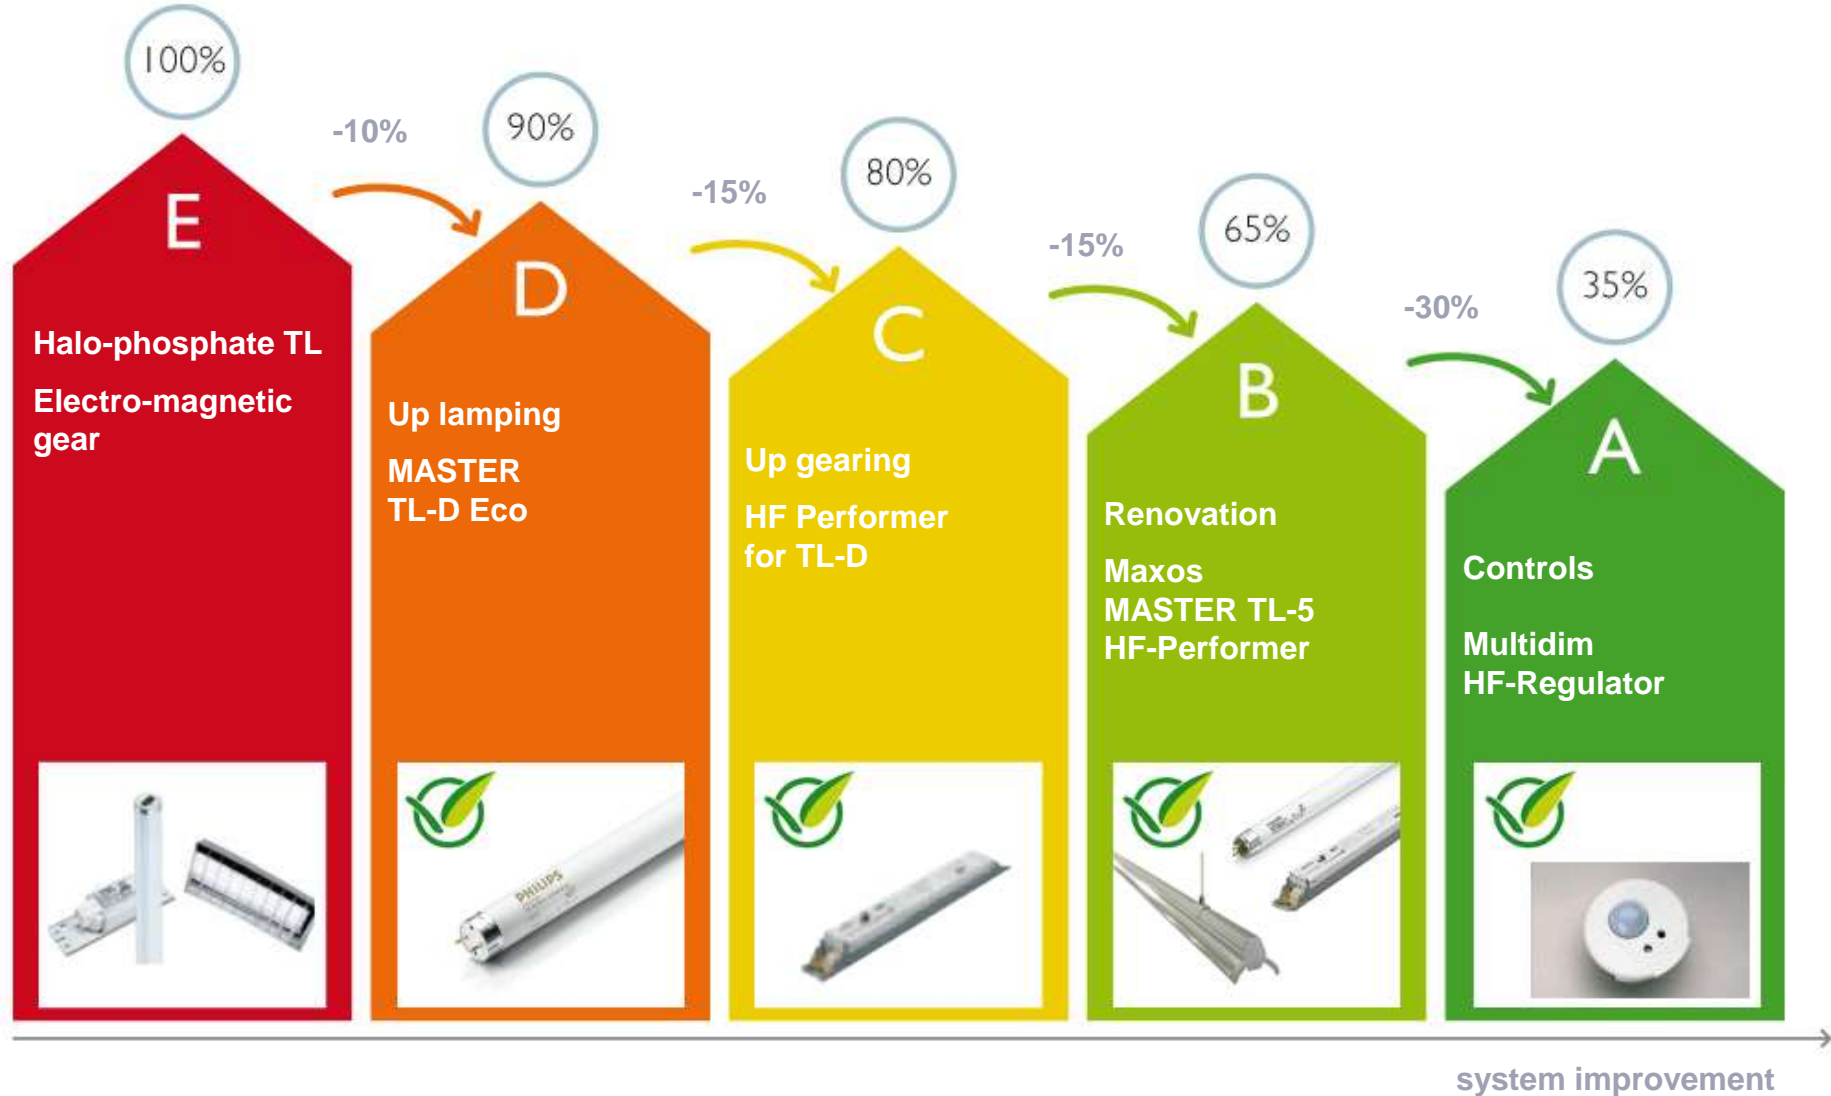 100%
-10%
90%
-15%
80%
-15%
65%
-30%
35%
E
Halo-phosphate TL
Electro-magnetic
gear
D
Up lamping
MASTER
TL-D Eco
C
Up gearing
HF Performer
for TL-D
B
Renovation
Maxos
MASTER TL-5
HF-Performer
A
Controls
Multidim
HF-Regulator
PHILIPS
system improvement